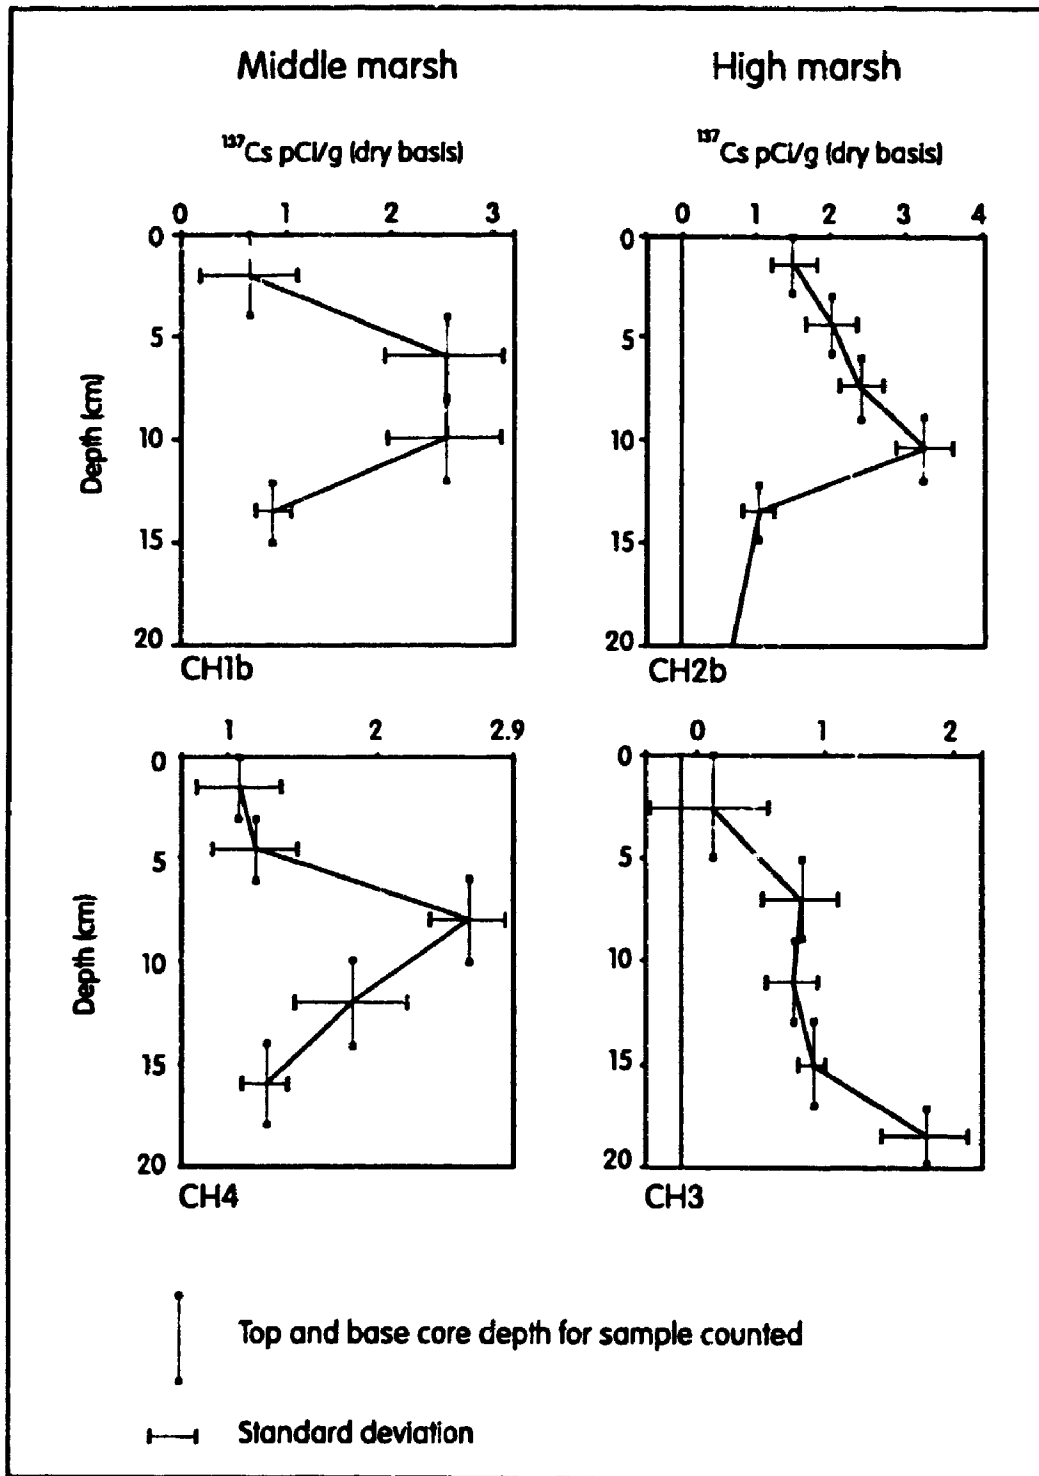 Middle marsh High marsh
¹³⁷Cs pCi/g (dry basis) ¹³⁷Cs pCi/g (dry basis)
0 1 2 3 0 1 2 3 4
0 0
5 5
10 10
15 15
20 20
Depth (cm)
CH1b CH2b
1 2 2.9 0 1 2
0 0
5 5
10 10
15 15
20 20
Depth (cm)
CH4 CH3
Top and base core depth for sample counted
Standard deviation